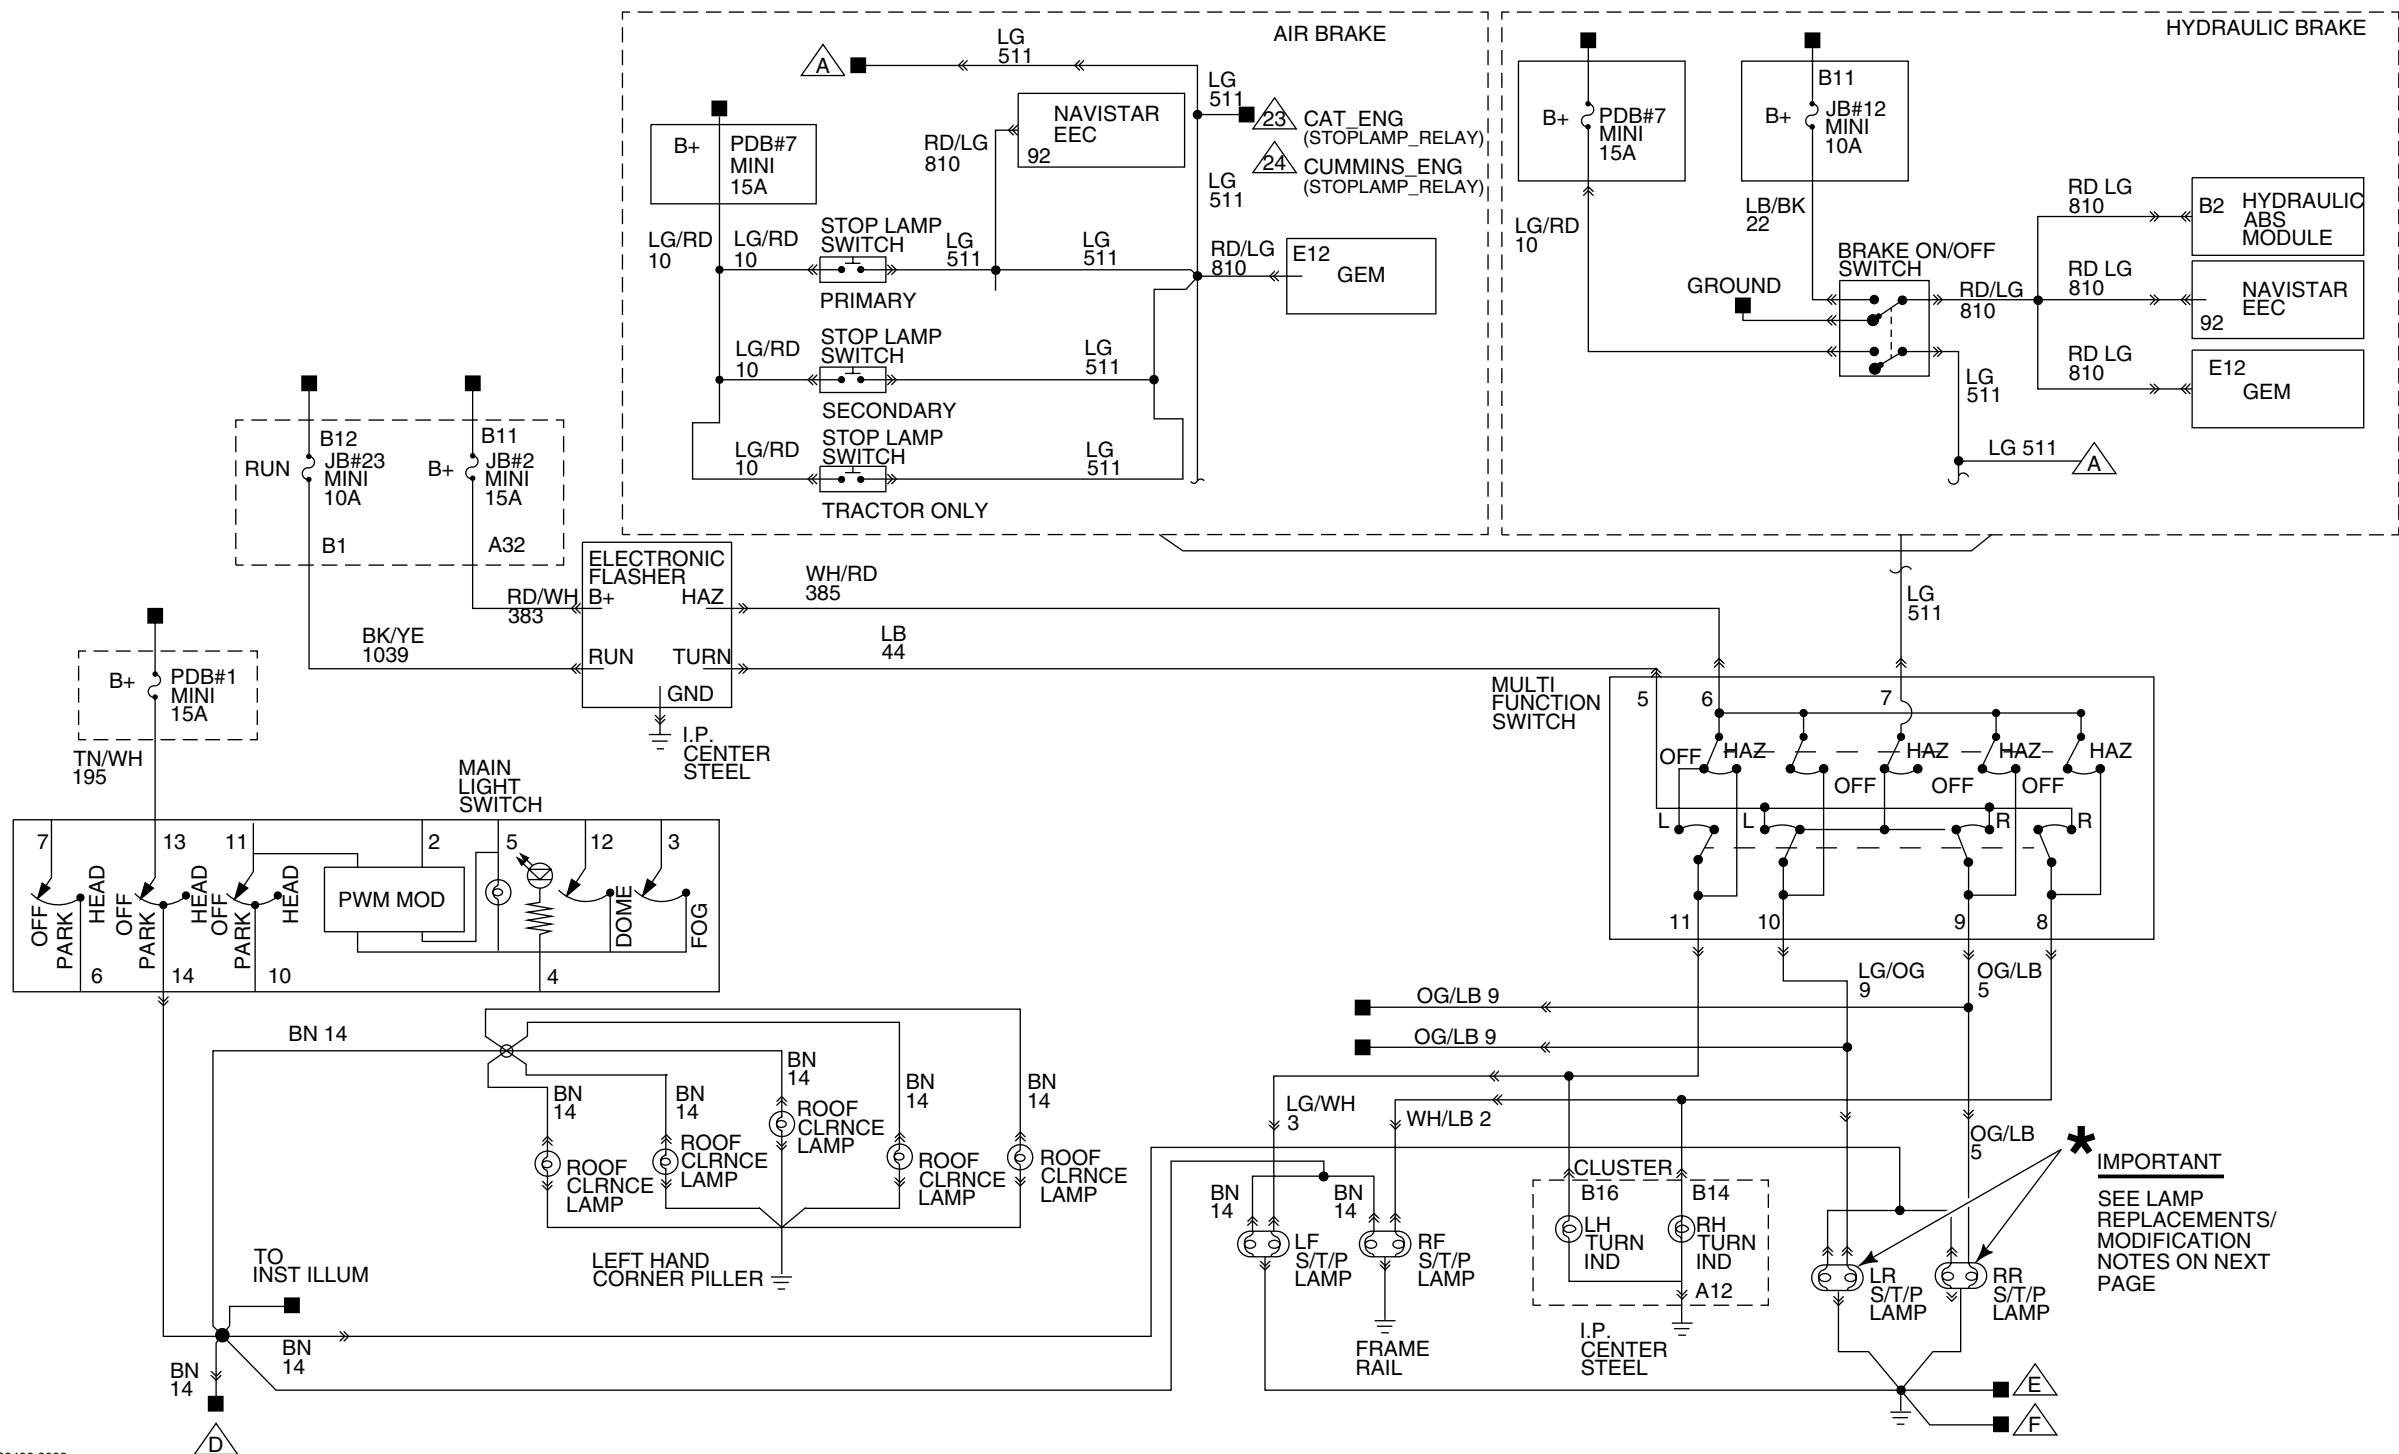 AIR BRAKE
LG
511
A
LG
511
23
CAT_ENG
(STOPLAMP_RELAY)
24
CUMMINS_ENG
(STOPLAMP_RELAY)
LG
511
B+
PDB#7
MINI
15A
RD/LG
810
NAVISTAR
EEC
92
LG/RD
10
LG/RD
10
STOP LAMP
SWITCH
PRIMARY
LG
511
LG
511
RD/LG
810
E12
GEM
LG/RD
10
STOP LAMP
SWITCH
SECONDARY
LG
511
LG/RD
10
STOP LAMP
SWITCH
TRACTOR ONLY
LG
511
HYDRAULIC BRAKE
B+
PDB#7
MINI
15A
B11
B+
JB#12
MINI
10A
LG/RD
10
LB/BK
22
GROUND
BRAKE ON/OFF
SWITCH
RD/LG
810
RD LG
810
B2
HYDRAULIC
ABS
MODULE
RD LG
810
NAVISTAR
EEC
92
RD LG
810
E12
GEM
LG
511
LG 511
A
B12
RUN
JB#23
MINI
10A
B1
B11
B+
JB#2
MINI
15A
A32
ELECTRONIC
FLASHER
B+
HAZ
RUN
TURN
GND
RD/WH
383
BK/YE
1039
WH/RD
385
LB
44
I.P.
CENTER
STEEL
LG
511
B+
PDB#1
MINI
15A
TN/WH
195
MAIN
LIGHT
SWITCH
7
13
11
2
5
12
3
OFF
PARK
HEAD
OFF
PARK
HEAD
OFF
PARK
HEAD
PWM MOD
DOME
FOG
6
14
10
4
MULTI
FUNCTION
SWITCH
5
6
7
OFF
HAZ
HAZ
HAZ
HAZ
OFF
OFF
OFF
L
L
R
R
11
10
9
8
LG/OG
9
OG/LB
5
OG/LB 9
OG/LB 9
BN 14
BN
14
BN
14
BN
14
BN
14
BN
14
ROOF
CLRNCE
LAMP
ROOF
CLRNCE
LAMP
ROOF
CLRNCE
LAMP
ROOF
CLRNCE
LAMP
ROOF
CLRNCE
LAMP
LEFT HAND
CORNER PILLER
TO
INST ILLUM
BN
14
BN
14
D
LG/WH
3
WH/LB 2
BN
14
BN
14
LF
S/T/P
LAMP
RF
S/T/P
LAMP
FRAME
RAIL
CLUSTER
B16
B14
LH
TURN
IND
RH
TURN
IND
A12
I.P.
CENTER
STEEL
OG/LB
5
LR
S/T/P
LAMP
RR
S/T/P
LAMP
*
IMPORTANT
SEE LAMP
REPLACEMENTS/
MODIFICATION
NOTES ON NEXT
PAGE
E
F